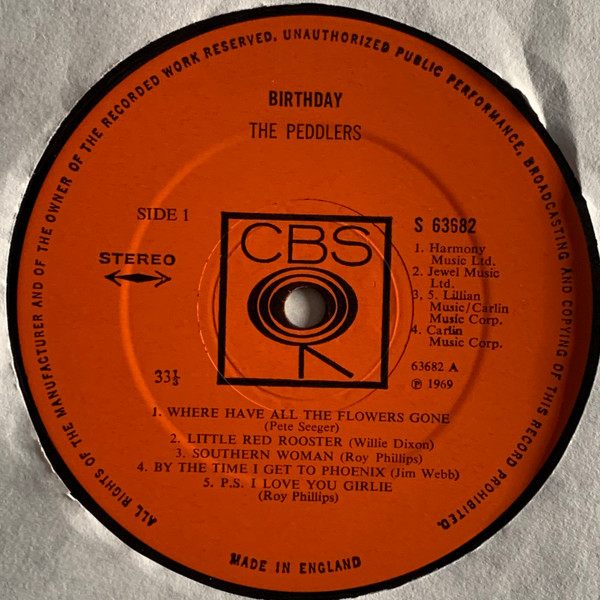 ALL RIGHTS OF THE MANUFACTURER AND OF THE OWNER OF THE RECORDED WORK RESERVED. UNAUTHORIZED PUBLIC PERFORMANCE, BROADCASTING AND COPYING OF THIS RECORD PROHIBITED.
BIRTHDAY
THE PEDDLERS
SIDE 1
STEREO
33⅓
CBS
S 63682
1. Harmony
Music Ltd.
2. Jewel Music
Ltd.
3, 5. Lillian
Music/Carlin
Music Corp.
4. Carlin
Music Corp.
63682 A
℗ 1969
1. WHERE HAVE ALL THE FLOWERS GONE
(Pete Seeger)
2. LITTLE RED ROOSTER (Willie Dixon)
3. SOUTHERN WOMAN (Roy Phillips)
4. BY THE TIME I GET TO PHOENIX (Jim Webb)
5. P.S. I LOVE YOU GIRLIE
(Roy Phillips)
MADE IN ENGLAND